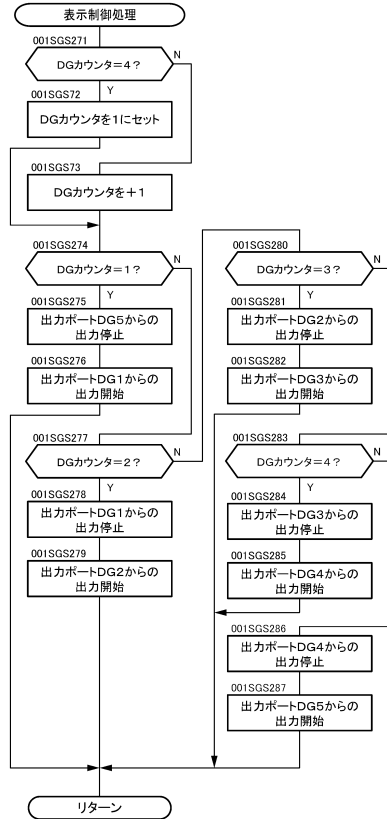 表示制御処理
001SGS271
DGカウンタ＝4？
N
Y
001SGS72
DGカウンタを1にセット
001SGS73
DGカウンタを＋1
001SGS274
DGカウンタ＝1？
N
Y
001SGS275
出力ポートDG5からの
出力停止
001SGS276
出力ポートDG1からの
出力開始
001SGS277
DGカウンタ＝2？
N
Y
001SGS278
出力ポートDG1からの
出力停止
001SGS279
出力ポートDG2からの
出力開始
001SGS280
DGカウンタ＝3？
N
Y
001SGS281
出力ポートDG2からの
出力停止
001SGS282
出力ポートDG3からの
出力開始
001SGS283
DGカウンタ＝4？
N
Y
001SGS284
出力ポートDG3からの
出力停止
001SGS285
出力ポートDG4からの
出力開始
001SGS286
出力ポートDG4からの
出力停止
001SGS287
出力ポートDG5からの
出力開始
リターン